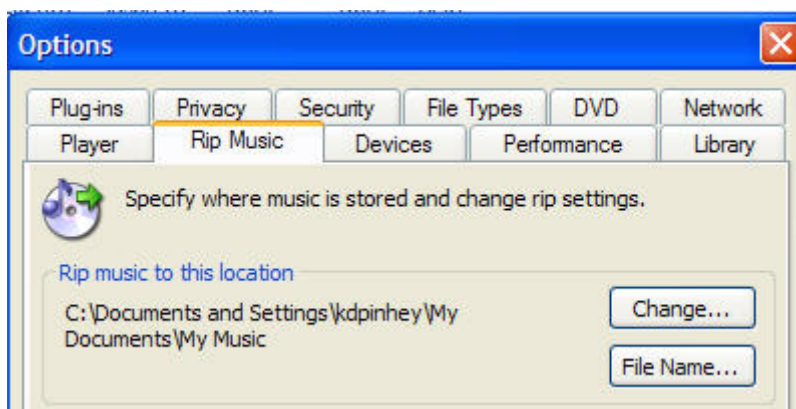 Options
Plug-ins Privacy Security File Types DVD Network
Player Rip Music Devices Performance Library
Specify where music is stored and change rip settings.
Rip music to this location
C:\Documents and Settings\kdpinhey\My
Documents\My Music
Change...
File Name...